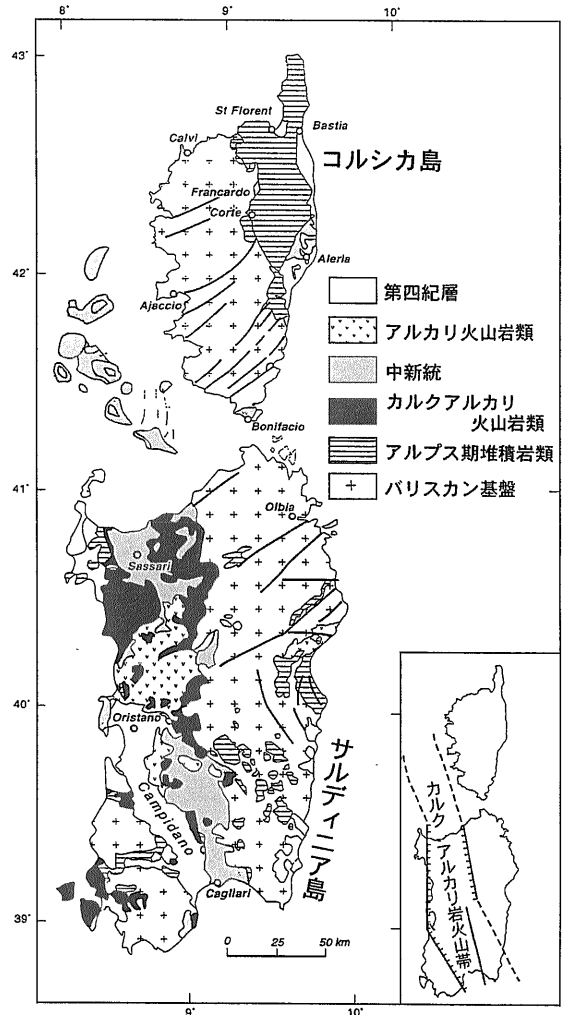 8°
9°
10°
43°
St Florent
Bastia
Calvi
コルシカ島
Francardo
Corte
Aleria
42°
第四紀層
Ajaccio
アルカリ火山岩類
中新統
カルクアルカリ
火山岩類
Bonifacio
アルプス期堆積岩類
バリスカン基盤
41°
Olbia
Sassari
40°
Oristano
サルディニア島
Campidano
カルク
アルカリ岩火山帯
Cagliari
39°
0 25 50 km
9°
10°